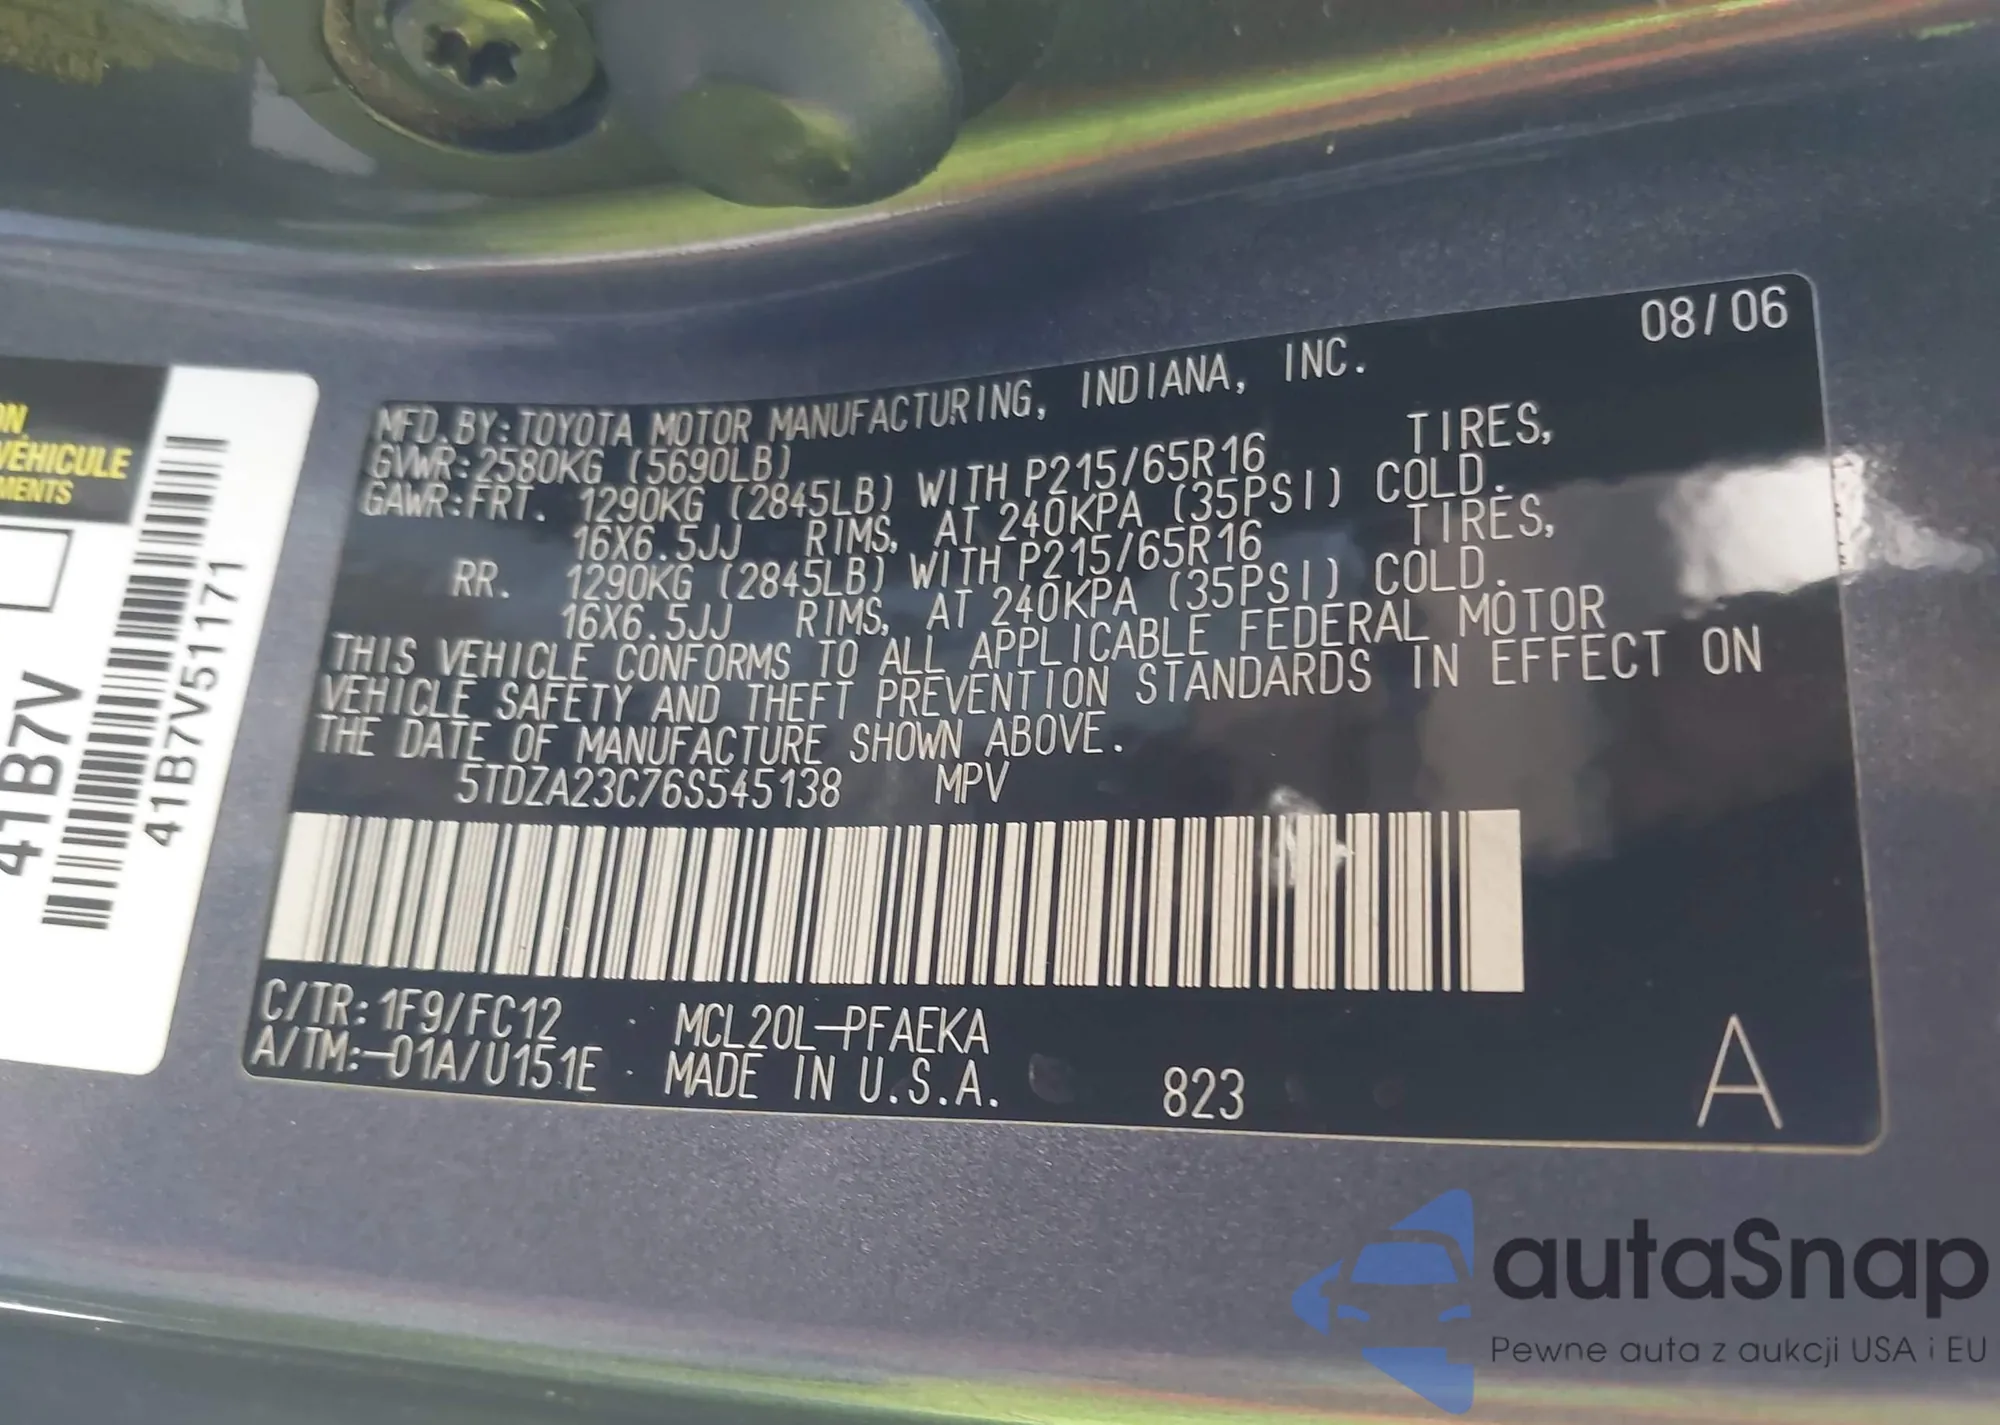 ON
VÉHICULE
MENTS
41B7V
41B7V51171
08/06
MFD.BY:TOYOTA MOTOR MANUFACTURING, INDIANA, INC.
GVWR:2580KG (5690LB)
GAWR:FRT. 1290KG (2845LB) WITH P215/65R16 TIRES,
16X6.5JJ RIMS, AT 240KPA (35PSI) COLD.
RR. 1290KG (2845LB) WITH P215/65R16 TIRES,
16X6.5JJ RIMS, AT 240KPA (35PSI) COLD.
THIS VEHICLE CONFORMS TO ALL APPLICABLE FEDERAL MOTOR
VEHICLE SAFETY AND THEFT PREVENTION STANDARDS IN EFFECT ON
THE DATE OF MANUFACTURE SHOWN ABOVE.
5TDZA23C76S545138 MPV
C/TR:1F9/FC12 MCL20L-PFAEKA
A/TM:-01A/U151E MADE IN U.S.A. 823 A
autaSnap
Pewne auta z aukcji USA i EU